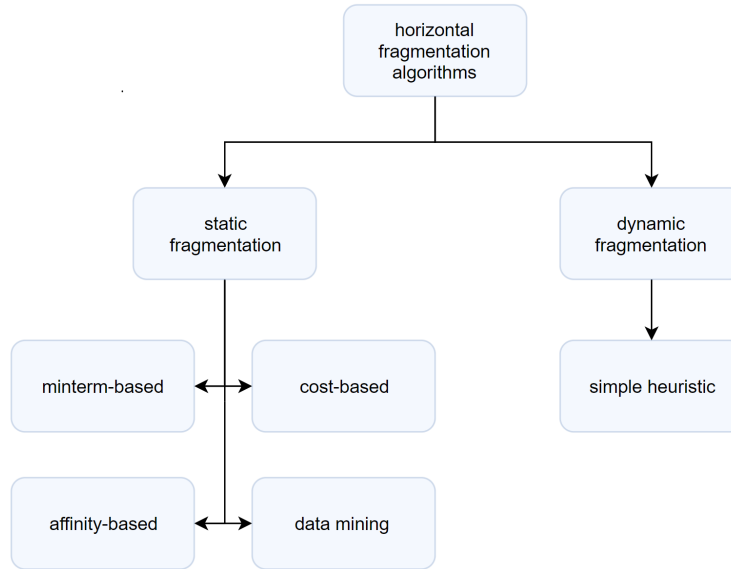 horizontal
fragmentation
algorithms
static
fragmentation
dynamic
fragmentation
minterm-based
cost-based
simple heuristic
affinity-based
data mining